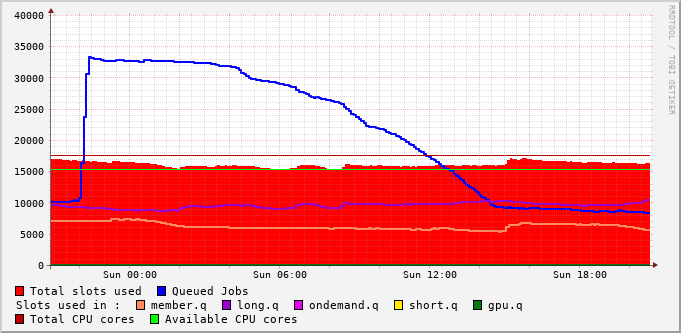 40000
35000
30000
25000
20000
15000
10000
5000
0
Sun 00:00 Sun 06:00 Sun 12:00 Sun 18:00
RRDTOOL / TOBI OETIKER
Total slots used Queued Jobs
Slots used in : member.q long.q ondemand.q short.q gpu.q
Total CPU cores Available CPU cores